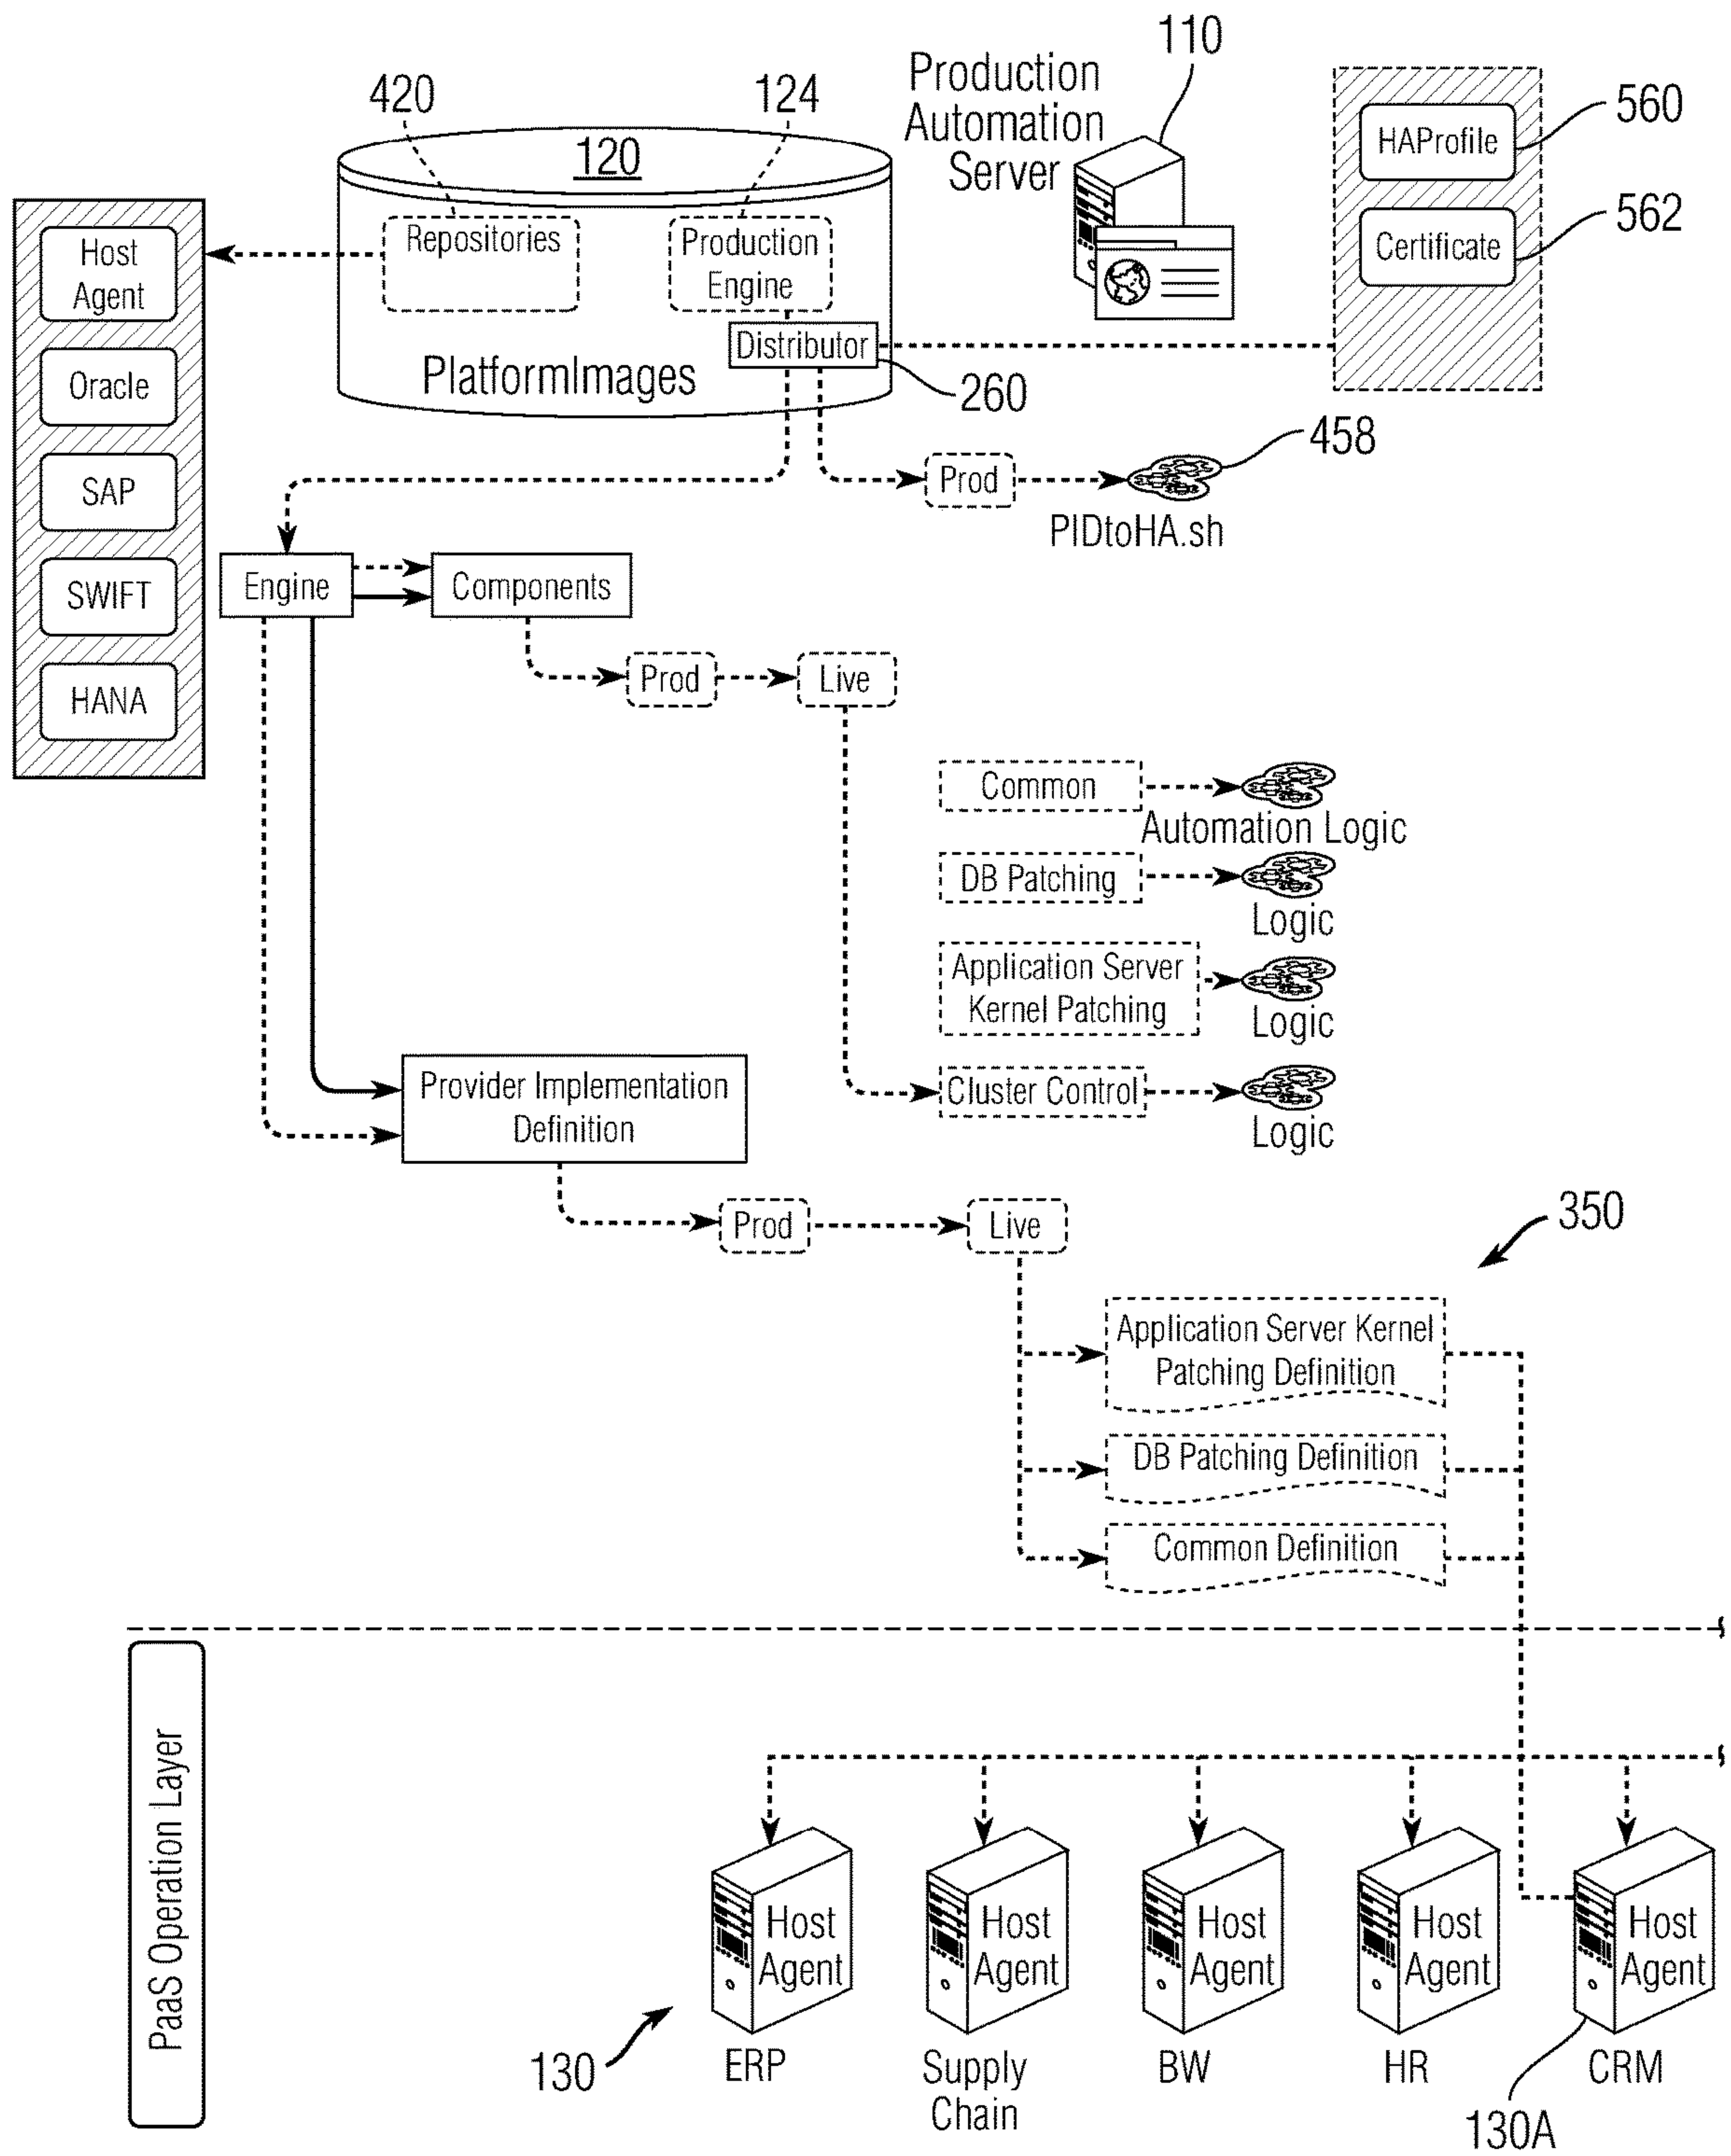 110
Production
Automation
Server
420
124
120
560
HAProfile
562
Certificate
Repositories
Production
Engine
Distributor
PlatformImages
260
Host
Agent
Oracle
SAP
SWIFT
HANA
458
Prod
PIDtoHA.sh
Engine
Components
Prod
Live
Common
Automation Logic
DB Patching
Logic
Application Server
Kernel Patching
Logic
Cluster Control
Logic
Provider Implementation
Definition
Prod
Live
350
Application Server Kernel
Patching Definition
DB Patching Definition
Common Definition
PaaS Operation Layer
Host
Agent
Host
Agent
Host
Agent
Host
Agent
Host
Agent
130
ERP
Supply
Chain
BW
HR
CRM
130A